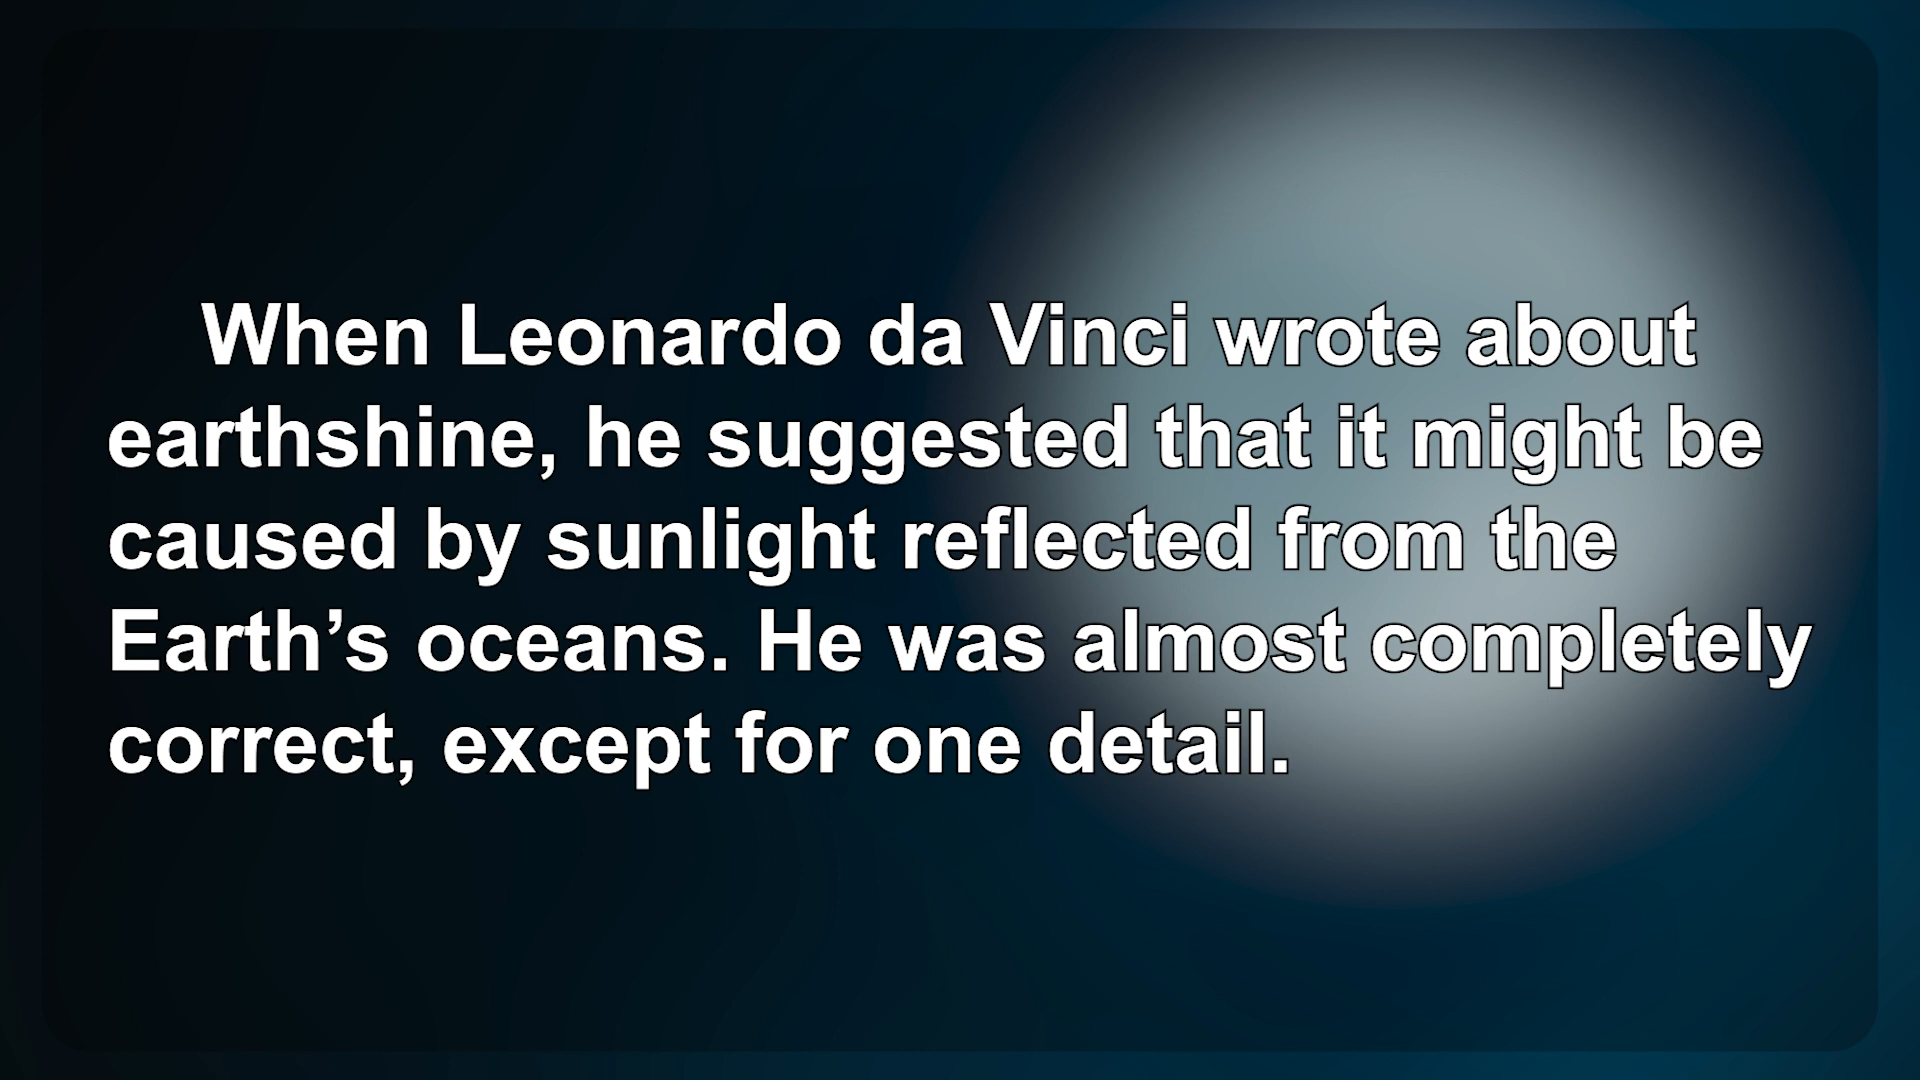 When Leonardo da Vinci wrote about
earthshine, he suggested that it might be
caused by sunlight reflected from the
Earth’s oceans. He was almost completely
correct, except for one detail.